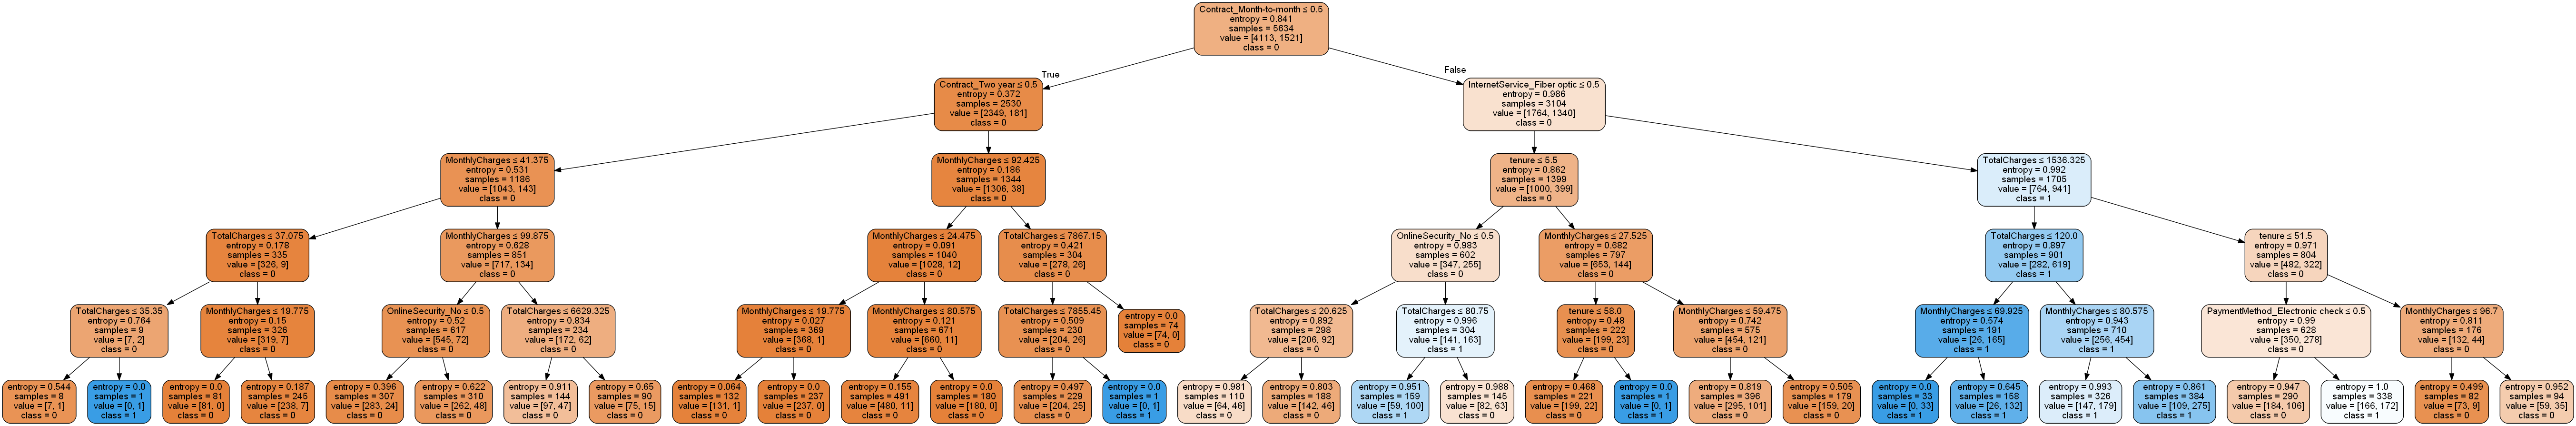 Contract_Month-to-month ≤ 0.5
entropy = 0.841
samples = 5634
value = [4113, 1521]
class = 0
True
False
Contract_Two year ≤ 0.5
entropy = 0.372
samples = 2530
value = [2349, 181]
class = 0
InternetService_Fiber optic ≤ 0.5
entropy = 0.986
samples = 3104
value = [1764, 1340]
class = 0
MonthlyCharges ≤ 41.375
entropy = 0.531
samples = 1186
value = [1043, 143]
class = 0
MonthlyCharges ≤ 92.425
entropy = 0.186
samples = 1344
value = [1306, 38]
class = 0
tenure ≤ 5.5
entropy = 0.862
samples = 1399
value = [1000, 399]
class = 0
TotalCharges ≤ 1536.325
entropy = 0.992
samples = 1705
value = [764, 941]
class = 1
TotalCharges ≤ 37.075
entropy = 0.178
samples = 335
value = [326, 9]
class = 0
MonthlyCharges ≤ 99.875
entropy = 0.628
samples = 851
value = [717, 134]
class = 0
MonthlyCharges ≤ 24.475
entropy = 0.091
samples = 1040
value = [1028, 12]
class = 0
TotalCharges ≤ 7867.15
entropy = 0.421
samples = 304
value = [278, 26]
class = 0
OnlineSecurity_No ≤ 0.5
entropy = 0.983
samples = 602
value = [347, 255]
class = 0
MonthlyCharges ≤ 27.525
entropy = 0.682
samples = 797
value = [653, 144]
class = 0
TotalCharges ≤ 120.0
entropy = 0.897
samples = 901
value = [282, 619]
class = 1
tenure ≤ 51.5
entropy = 0.971
samples = 804
value = [482, 322]
class = 0
TotalCharges ≤ 35.35
entropy = 0.764
samples = 9
value = [7, 2]
class = 0
MonthlyCharges ≤ 19.775
entropy = 0.15
samples = 326
value = [319, 7]
class = 0
OnlineSecurity_No ≤ 0.5
entropy = 0.52
samples = 617
value = [545, 72]
class = 0
TotalCharges ≤ 6629.325
entropy = 0.834
samples = 234
value = [172, 62]
class = 0
MonthlyCharges ≤ 19.775
entropy = 0.027
samples = 369
value = [368, 1]
class = 0
MonthlyCharges ≤ 80.575
entropy = 0.121
samples = 671
value = [660, 11]
class = 0
TotalCharges ≤ 7855.45
entropy = 0.509
samples = 230
value = [204, 26]
class = 0
entropy = 0.0
samples = 74
value = [74, 0]
class = 0
TotalCharges ≤ 20.625
entropy = 0.892
samples = 298
value = [206, 92]
class = 0
TotalCharges ≤ 80.75
entropy = 0.996
samples = 304
value = [141, 163]
class = 1
tenure ≤ 58.0
entropy = 0.48
samples = 222
value = [199, 23]
class = 0
MonthlyCharges ≤ 59.475
entropy = 0.742
samples = 575
value = [454, 121]
class = 0
MonthlyCharges ≤ 69.925
entropy = 0.574
samples = 191
value = [26, 165]
class = 1
MonthlyCharges ≤ 80.575
entropy = 0.943
samples = 710
value = [256, 454]
class = 1
PaymentMethod_Electronic check ≤ 0.5
entropy = 0.99
samples = 628
value = [350, 278]
class = 0
MonthlyCharges ≤ 96.7
entropy = 0.811
samples = 176
value = [132, 44]
class = 0
entropy = 0.544
samples = 8
value = [7, 1]
class = 0
entropy = 0.0
samples = 1
value = [0, 1]
class = 1
entropy = 0.0
samples = 81
value = [81, 0]
class = 0
entropy = 0.187
samples = 245
value = [238, 7]
class = 0
entropy = 0.396
samples = 307
value = [283, 24]
class = 0
entropy = 0.622
samples = 310
value = [262, 48]
class = 0
entropy = 0.911
samples = 144
value = [97, 47]
class = 0
entropy = 0.65
samples = 90
value = [75, 15]
class = 0
entropy = 0.064
samples = 132
value = [131, 1]
class = 0
entropy = 0.0
samples = 237
value = [237, 0]
class = 0
entropy = 0.155
samples = 491
value = [480, 11]
class = 0
entropy = 0.0
samples = 180
value = [180, 0]
class = 0
entropy = 0.497
samples = 229
value = [204, 25]
class = 0
entropy = 0.0
samples = 1
value = [0, 1]
class = 1
entropy = 0.981
samples = 110
value = [64, 46]
class = 0
entropy = 0.803
samples = 188
value = [142, 46]
class = 0
entropy = 0.951
samples = 159
value = [59, 100]
class = 1
entropy = 0.988
samples = 145
value = [82, 63]
class = 0
entropy = 0.468
samples = 221
value = [199, 22]
class = 0
entropy = 0.0
samples = 1
value = [0, 1]
class = 1
entropy = 0.819
samples = 396
value = [295, 101]
class = 0
entropy = 0.505
samples = 179
value = [159, 20]
class = 0
entropy = 0.0
samples = 33
value = [0, 33]
class = 1
entropy = 0.645
samples = 158
value = [26, 132]
class = 1
entropy = 0.993
samples = 326
value = [147, 179]
class = 1
entropy = 0.861
samples = 384
value = [109, 275]
class = 1
entropy = 0.947
samples = 290
value = [184, 106]
class = 0
entropy = 1.0
samples = 338
value = [166, 172]
class = 1
entropy = 0.499
samples = 82
value = [73, 9]
class = 0
entropy = 0.952
samples = 94
value = [59, 35]
class = 0